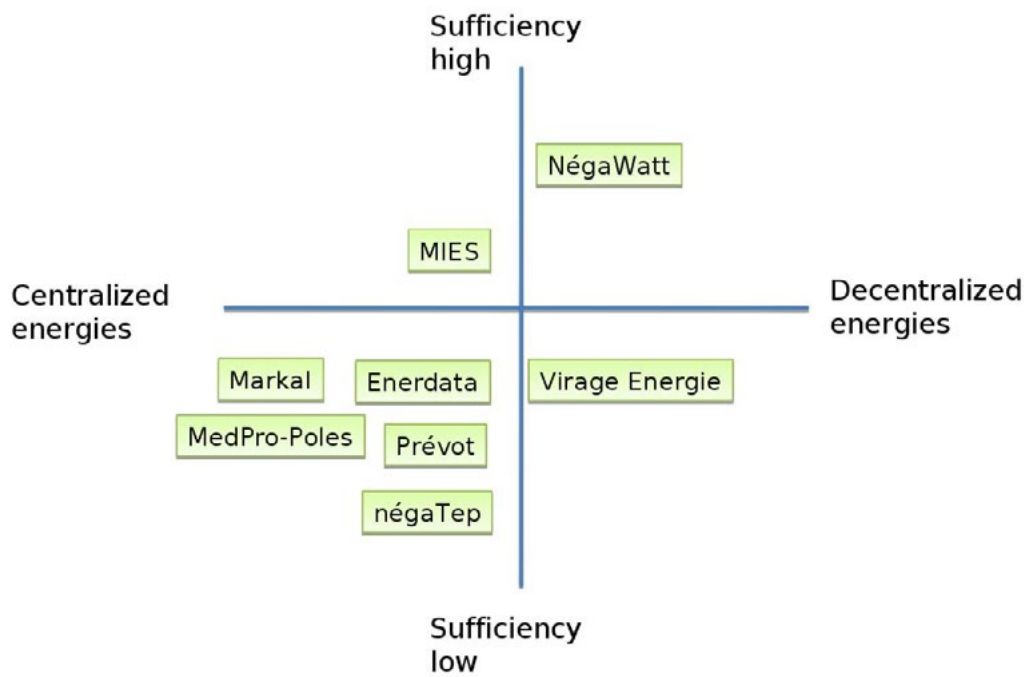 Sufficiency
high
NégaWatt
MIES
Centralized
energies
Decentralized
energies
Markal
Enerdata
Virage Energie
MedPro-Poles
Prévot
négaTep
Sufficiency
low